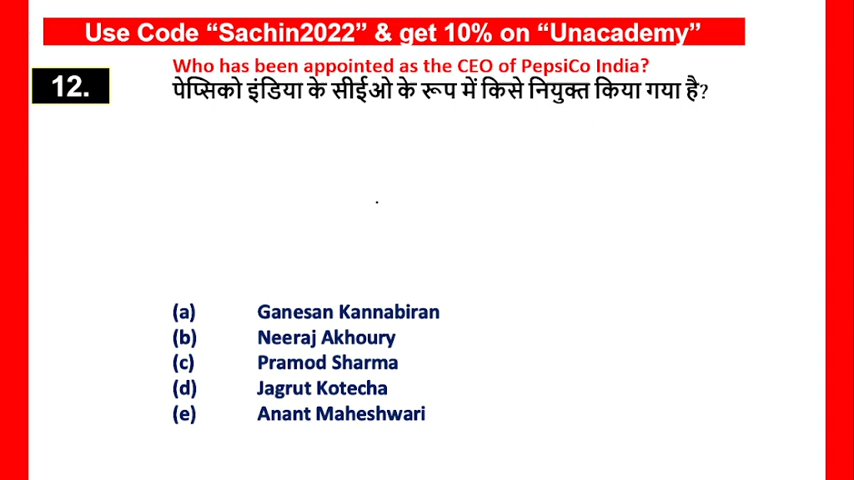 Use Code “Sachin2022” & get 10% on “Unacademy”
Who has been appointed as the CEO of PepsiCo India?
12.
पेप्सिको इंडिया के सीईओ के रूप में किसे नियुक्त किया गया है?
(a) Ganesan Kannabiran
(b) Neeraj Akhoury
(c) Pramod Sharma
(d) Jagrut Kotecha
(e) Anant Maheshwari